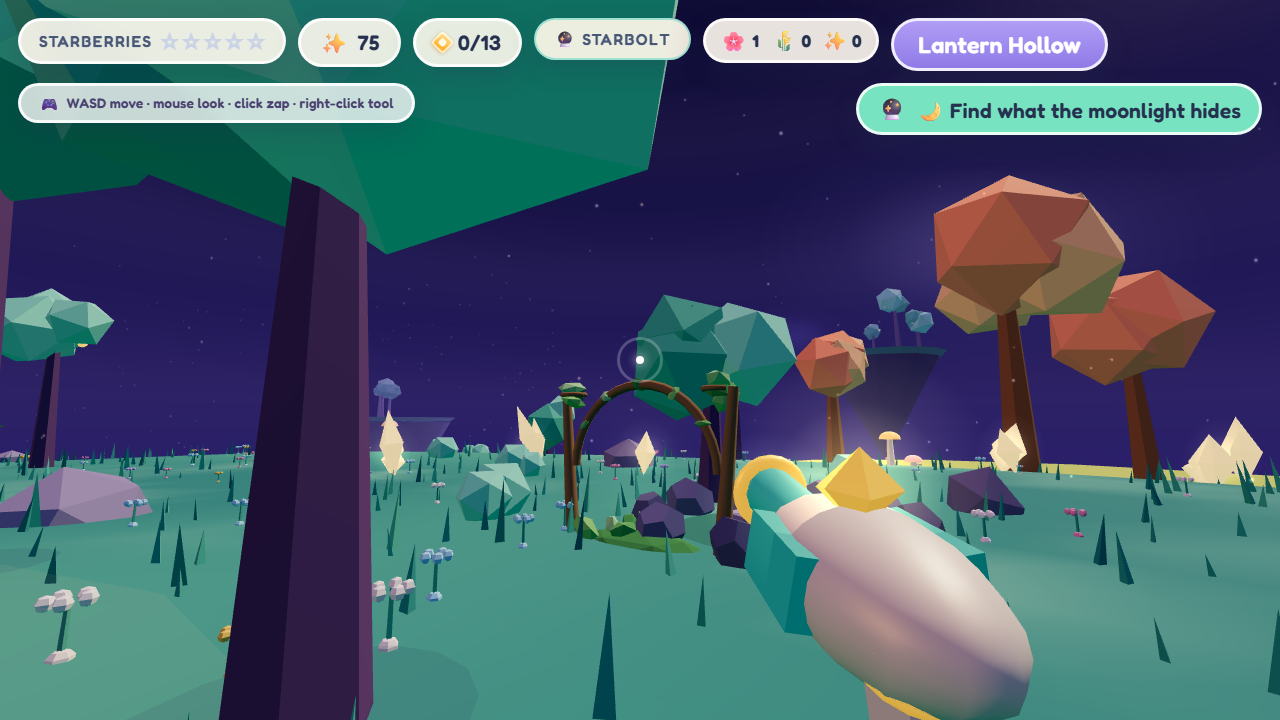 STARBERRIES
75
0/13
STARBOLT
1 0 0
Lantern Hollow
WASD move · mouse look · click zap · right-click tool
Find what the moonlight hides